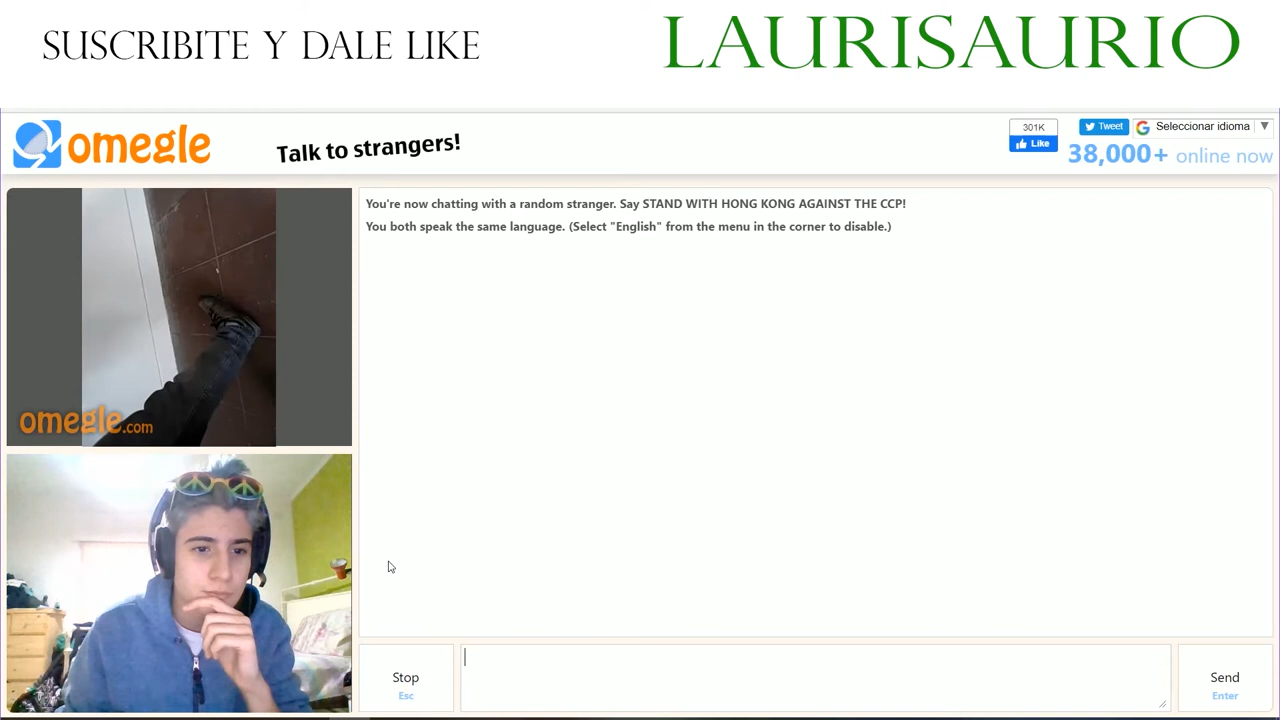 SUSCRIBITE Y DALE LIKE
LAURISAURIO
omegle
Talk to strangers!
301K
Like
Tweet
Seleccionar idioma
38,000+ online now
You're now chatting with a random stranger. Say STAND WITH HONG KONG AGAINST THE CCP!
You both speak the same language. (Select "English" from the menu in the corner to disable.)
omegle.com
Stop
Esc
Send
Enter